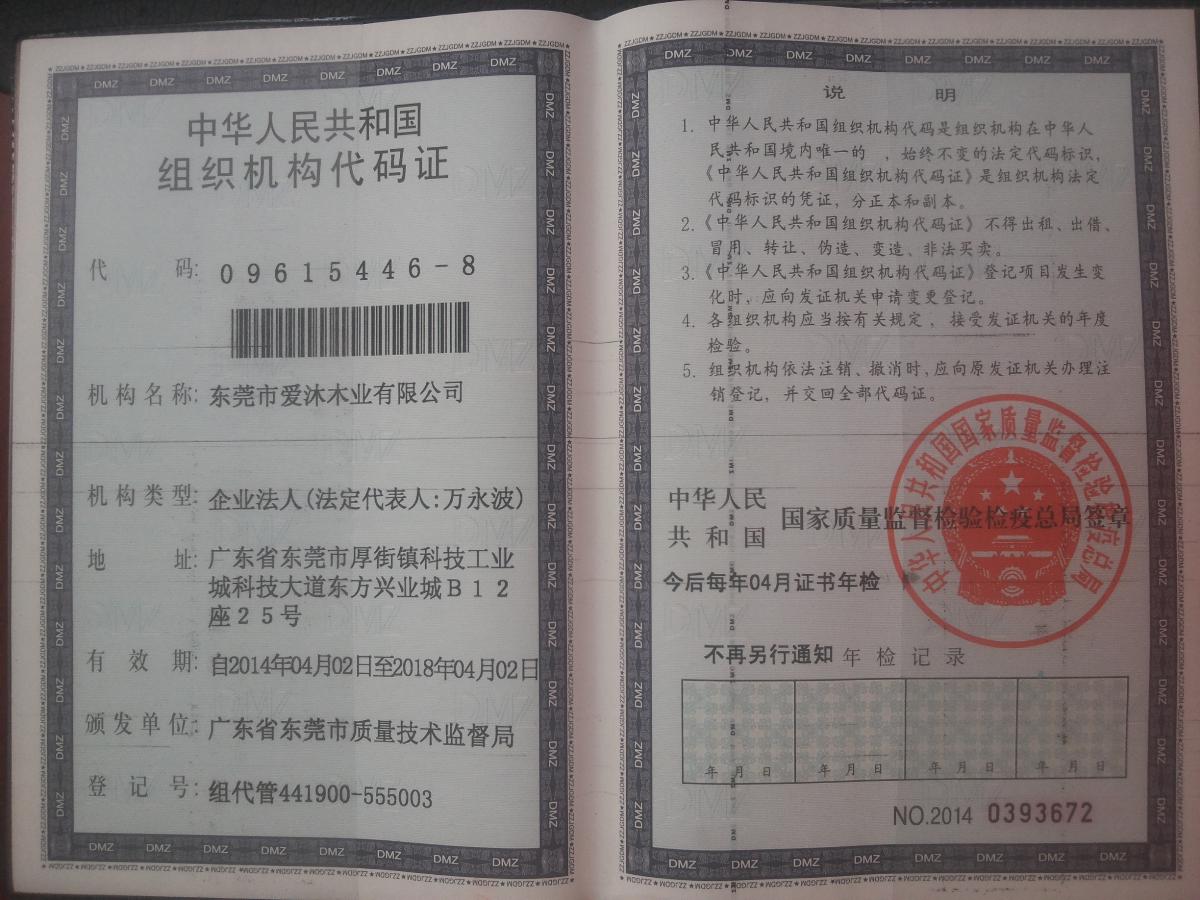 中华人民共和国
组织机构代码证
代 码: 09615446-8
机构名称: 东莞市爱沐木业有限公司
机构类型: 企业法人(法定代表人:万永波)
地 址: 广东省东莞市厚街镇科技工业
城科技大道东方兴业城B12
座25号
有 效 期: 自2014年04月02日至2018年04月02日
颁发单位: 广东省东莞市质量技术监督局
登 记 号: 组代管441900-555003
说 明
1. 中华人民共和国组织机构代码是组织机构在中华人
民共和国境内唯一的 ，始终不变的法定代码标识，
《中华人民共和国组织机构代码证》是组织机构法定
代码标识的凭证，分正本和副本。
2.《中华人民共和国组织机构代码证》不得出租、出借、
冒用、转让、伪造、变造、非法买卖。
3.《中华人民共和国组织机构代码证》登记项目发生变
化时，应向发证机关申请变更登记。
4. 各组织机构应当按有关规定，接受发证机关的年度
检验。
5. 组织机构依法注销、撤消时，应向原发证机关办理注
销登记，并交回全部代码证。
中华人民
共和国 国家质量监督检验检疫总局签章
中华人民共和国国家质量监督检验检疫总局
今后每年04月证书年检
不再另行通知 年检记录
年 月 日 年 月 日 年 月 日 年 月 日
NO.2014 0393672